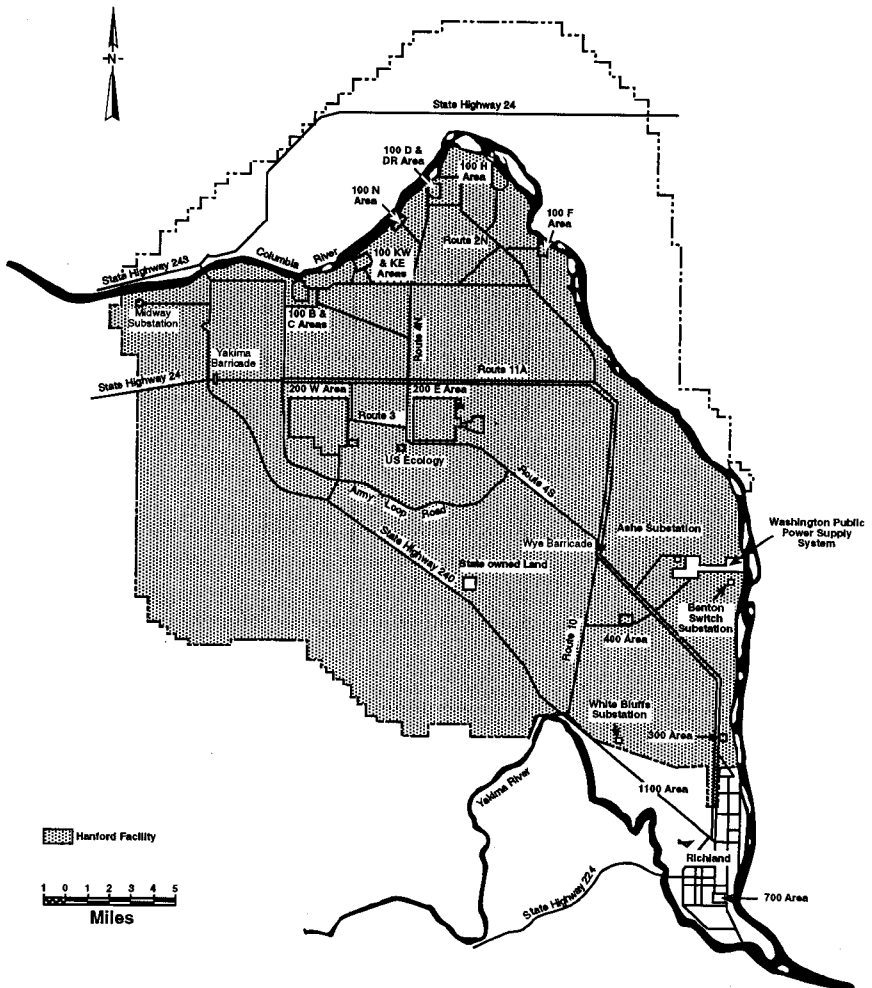 N
State Highway 24
100 D &
DR Area
100 H
Area
100 N
Area
100 F
Area
Route 2N
Columbia
River
100 KW
& KE
Areas
State Highway 243
Midway
Substation
100 B &
C Areas
Route 4N
Yakima
Barricade
State Highway 24
Route 11A
200 W Area
200 E Area
Route 3
US Ecology
Route 4S
Army Loop Road
State Highway 240
Wye Barricade
Ashe Substation
Washington Public
Power Supply
System
State owned Land
Benton
Switch
Substation
400 Area
Route 10
White Bluffs
Substation
300 Area
1100 Area
Yakima River
Richland
State Highway 224
700 Area
Hanford Facility
1 0 1 2 3 4 5
Miles